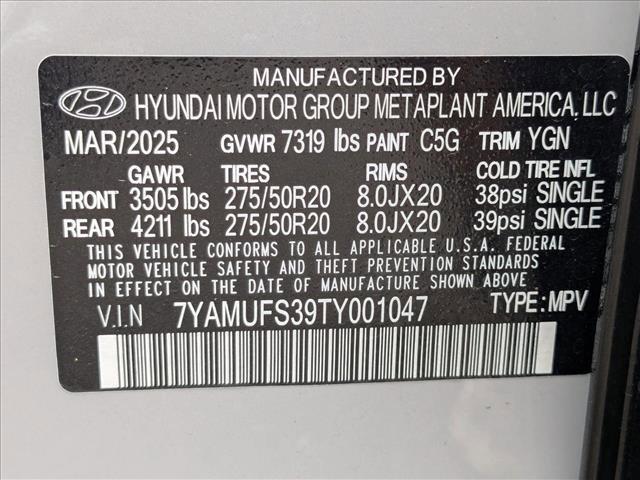 MANUFACTURED BY
HYUNDAI MOTOR GROUP METAPLANT AMERICA, LLC
MAR/2025 GVWR 7319 lbs PAINT C5G TRIM YGN
GAWR TIRES RIMS COLD TIRE INFL
FRONT 3505 lbs 275/50R20 8.0JX20 38psi SINGLE
REAR 4211 lbs 275/50R20 8.0JX20 39psi SINGLE
THIS VEHICLE CONFORMS TO ALL APPLICABLE U.S.A. FEDERAL
MOTOR VEHICLE SAFETY AND THEFT PREVENTION STANDARDS
IN EFFECT ON THE DATE OF MANUFACTURE SHOWN ABOVE.
V.I.N 7YAMUFS39TY001047 TYPE: MPV